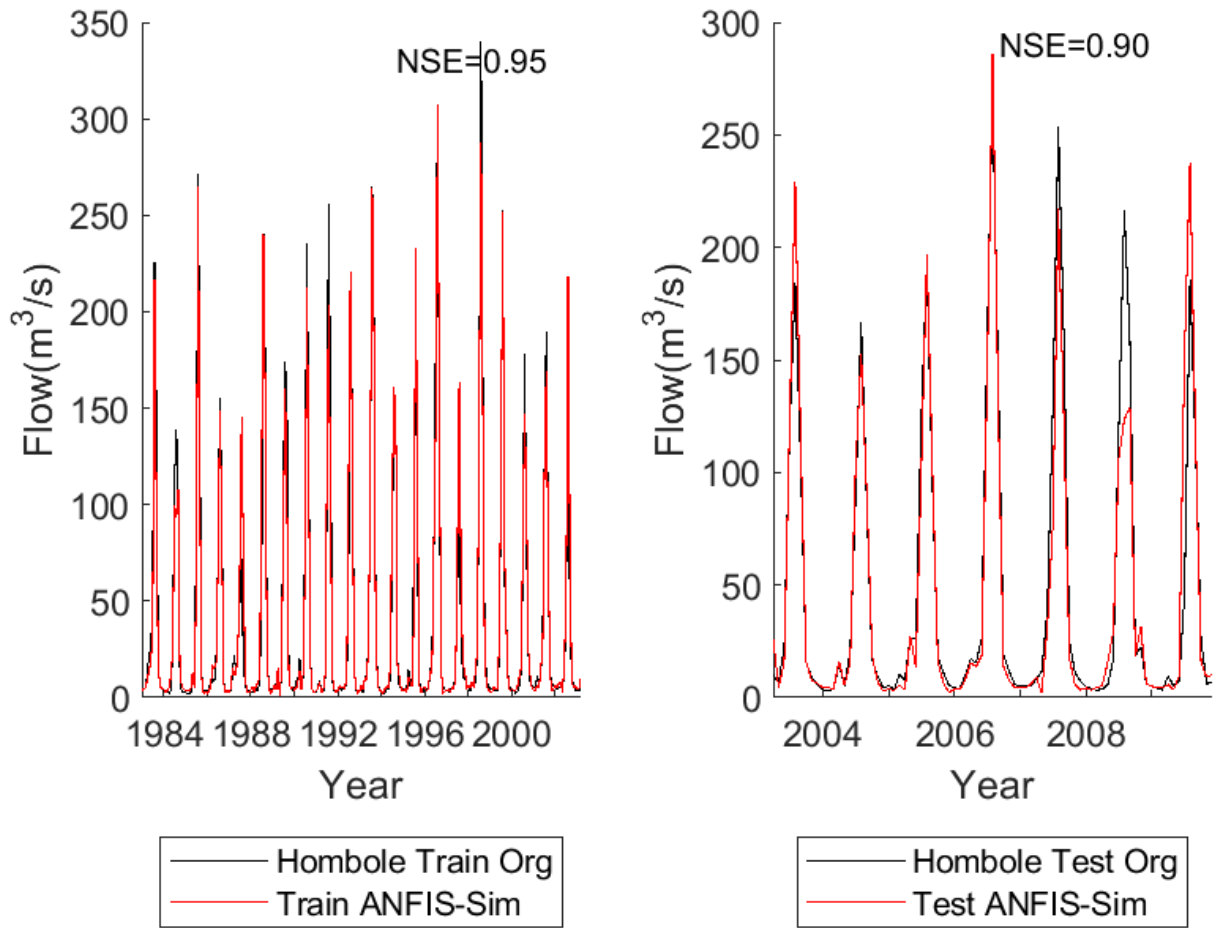 350
300
250
200
150
100
50
0
Flow(m³/s)
NSE=0.95
1984 1988 1992 1996 2000
Year
Hombole Train Org
Train ANFIS-Sim
300
250
200
150
100
50
0
Flow(m³/s)
NSE=0.90
2004 2006 2008
Year
Hombole Test Org
Test ANFIS-Sim